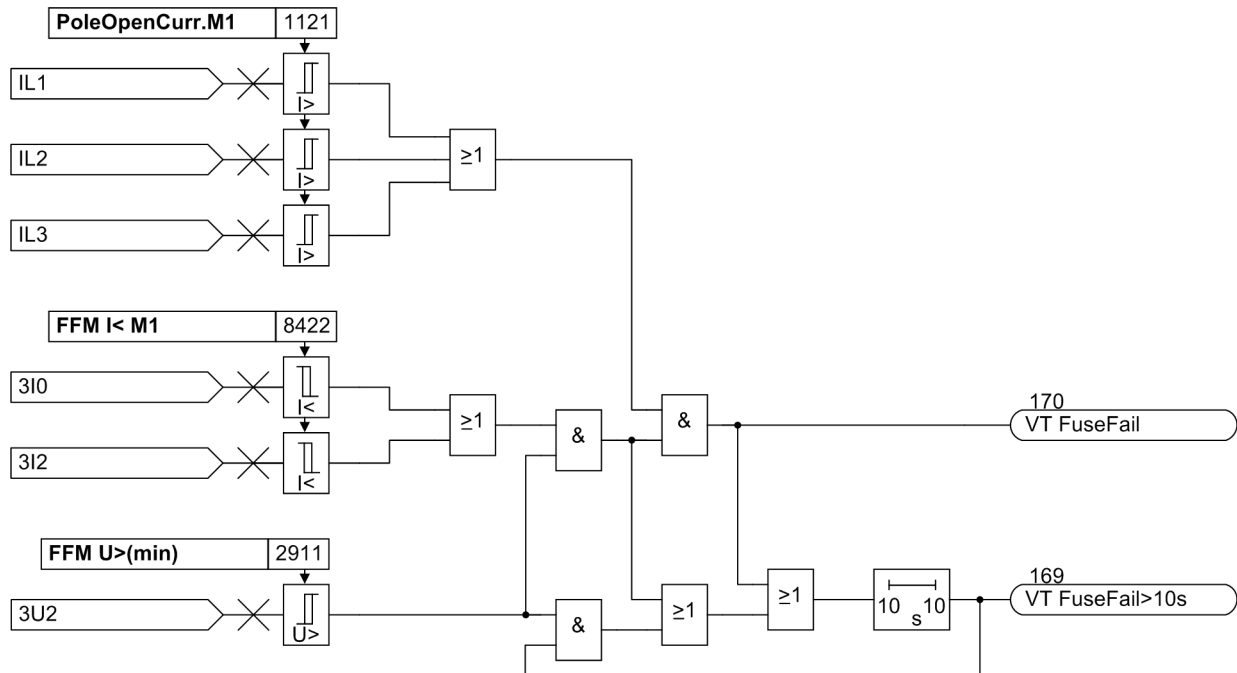 PoleOpenCurr.M1 1121
IL1
I>
IL2
I>
≥1
IL3
I>
FFM I< M1 8422
3I0
I<
≥1
&
&
170
VT FuseFail
3I2
I<
FFM U>(min) 2911
3U2
U>
&
≥1
≥1
10 10
s
169
VT FuseFail>10s